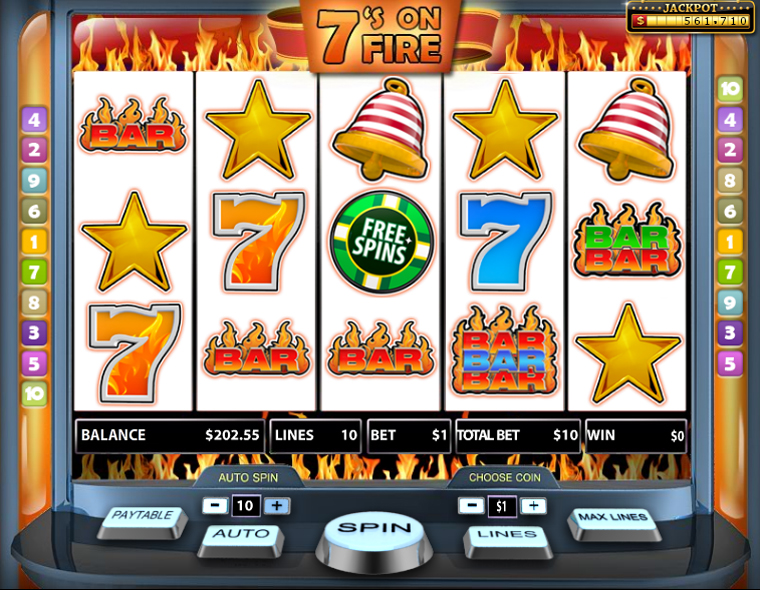 7'S ON
FIRE
JACKPOT
$ 561.710
10
4 4
2 2
9 8
6 6
1 1
7 7
8 9
3 3
5 5
10
BAR
7
FREE
SPINS
7
BAR
BAR
7
BAR
BAR
BAR
BAR
BAR
BALANCE $202.55 LINES 10 BET $1 TOTAL BET $10 WIN $0
AUTO SPIN CHOOSE COIN
- 10 + - $1 +
PAYTABLE AUTO SPIN LINES MAX LINES